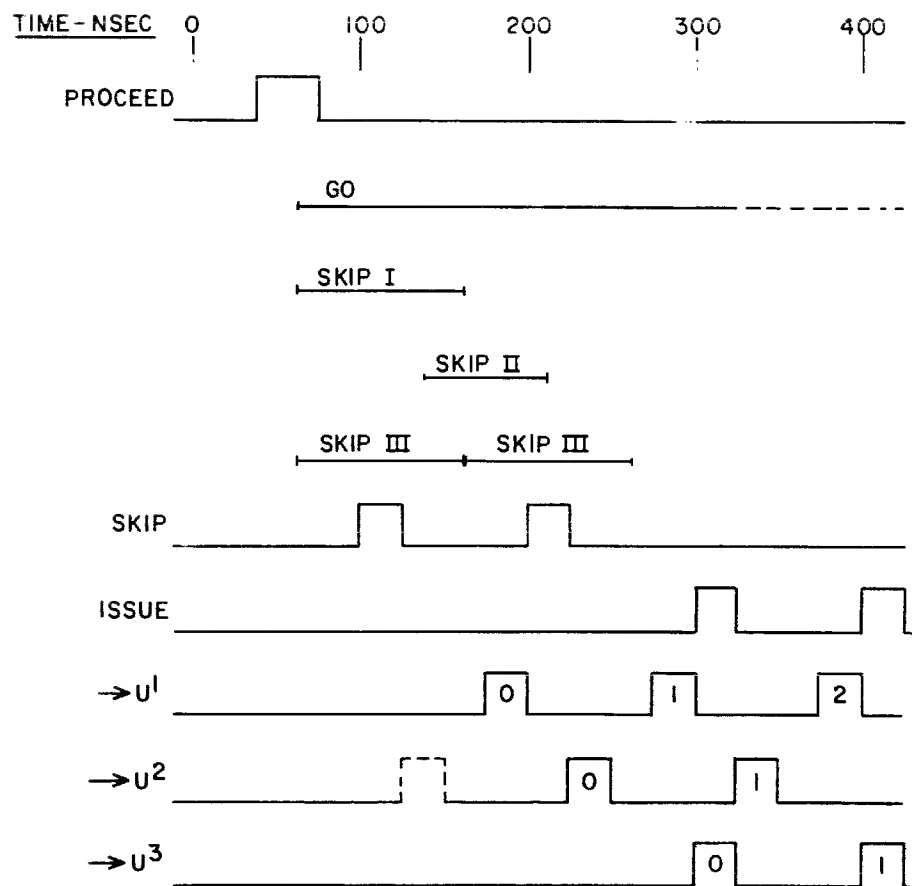 TIME-NSEC 0 100 200 300 400
PROCEED
GO
SKIP I
SKIP II
SKIP III SKIP III
SKIP
ISSUE
→U¹ 0 1 2
→U² 0 1
→U³ 0 1